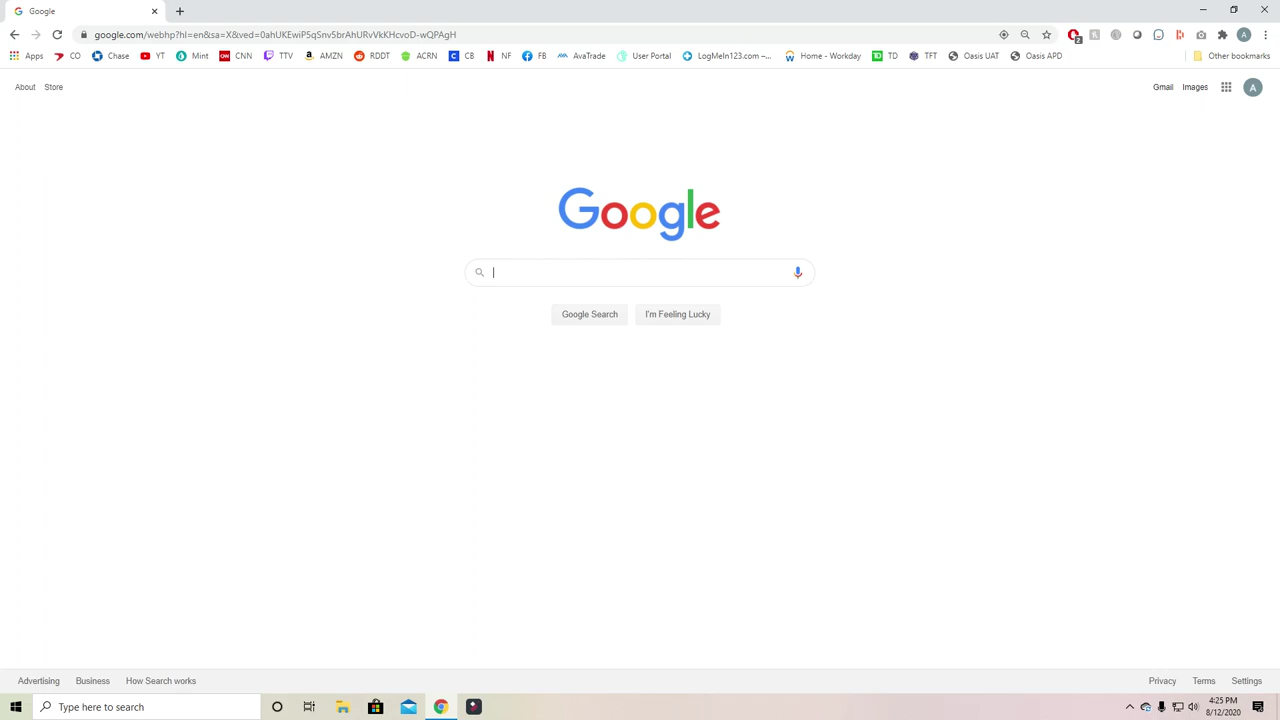 Google
google.com/webhp?hl=en&sa=X&ved=0ahUKEwiP5qSnv5brAhURvVkKHcvoD-wQPAgH
2
A
Apps CO Chase YT Mint CNN TTV AMZN RDDT ACRN CB NF FB AvaTrade User Portal LogMeIn123.com –... Home - Workday TD TFT Oasis UAT Oasis APD Other bookmarks
About Store Gmail Images A
Google
Google Search I'm Feeling Lucky
Advertising Business How Search works Privacy Terms Settings
Type here to search
4:25 PM
8/12/2020